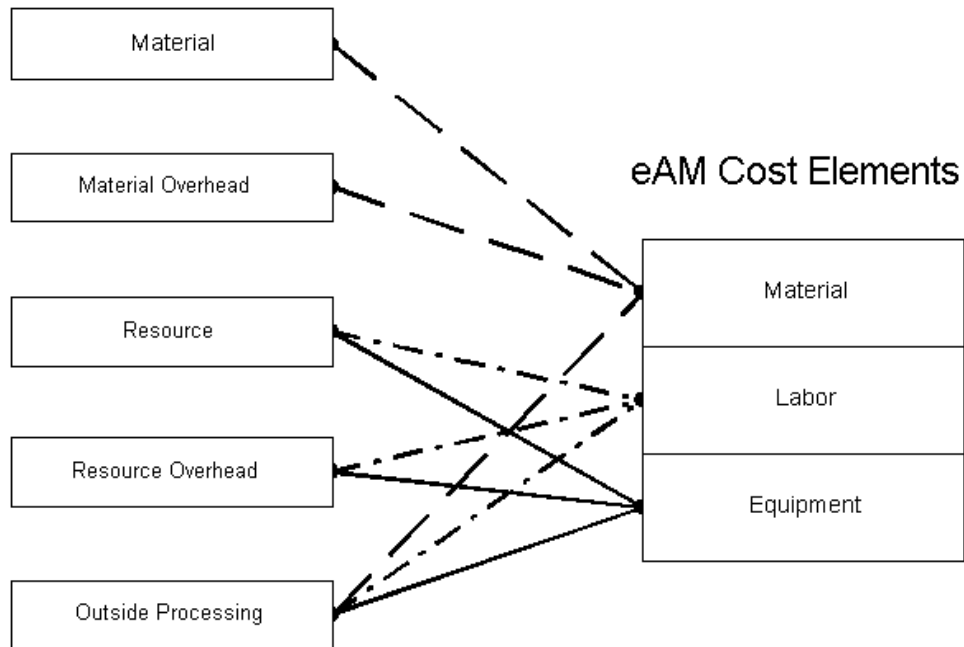 Material
Material Overhead
Resource
Resource Overhead
Outside Processing
eAM Cost Elements
Material
Labor
Equipment